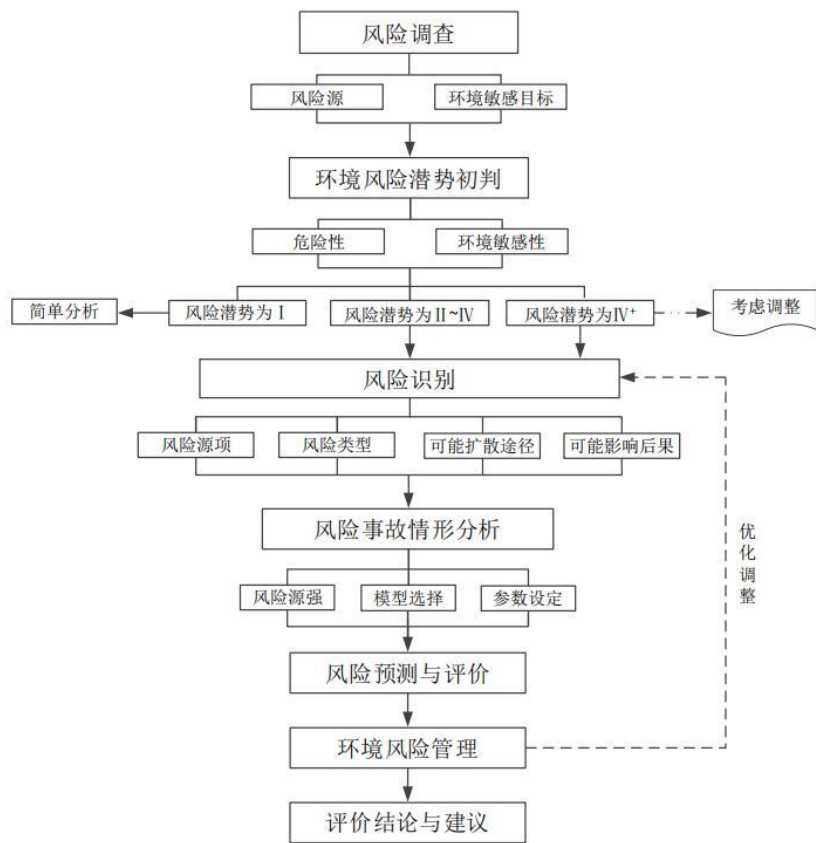 风险调查
风险源
环境敏感目标
环境风险潜势初判
危险性
环境敏感性
简单分析
风险潜势为Ⅰ
风险潜势为Ⅱ~Ⅳ
风险潜势为Ⅳ⁺
考虑调整
风险识别
风险源项
风险类型
可能扩散途径
可能影响后果
风险事故情形分析
优化调整
风险源强
模型选择
参数设定
风险预测与评价
环境风险管理
评价结论与建议